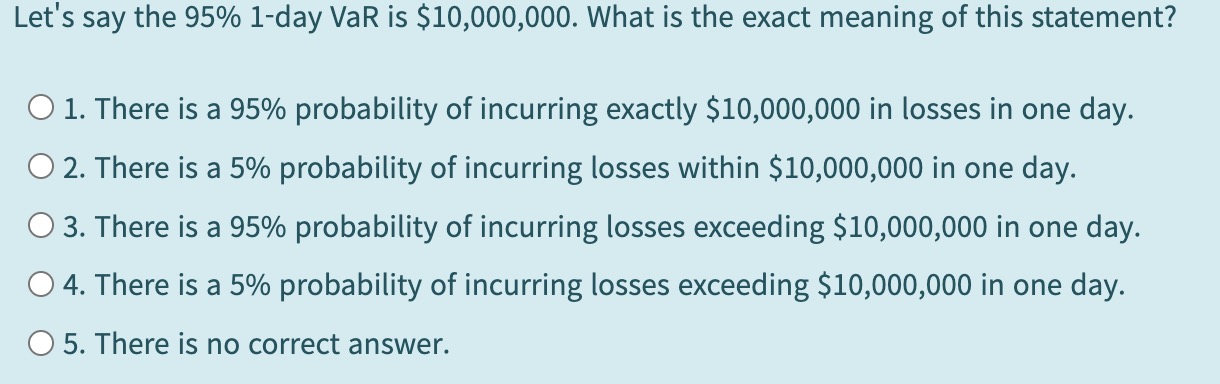 Let's say the 95% 1-day VaR is $10,000,000. What is the exact meaning of this statement?
1. There is a 95% probability of incurring exactly $10,000,000 in losses in one day.
2. There is a 5% probability of incurring losses within $10,000,000 in one day.
3. There is a 95% probability of incurring losses exceeding $10,000,000 in one day.
4. There is a 5% probability of incurring losses exceeding $10,000,000 in one day.
5. There is no correct answer.